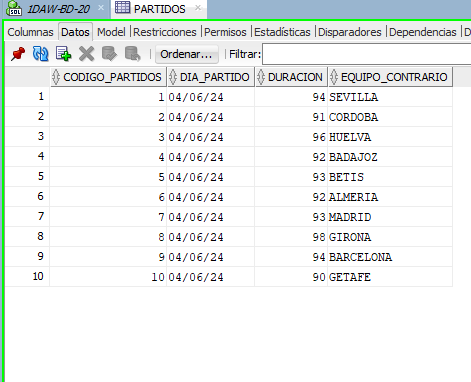 IDAW-BD-20 PARTIDOS
Columnas Datos Model Restricciones Permisos Estadísticas Disparadores Dependencias D
Ordenar... Filtrar:
CODIGO_PARTIDOS DIA_PARTIDO DURACION EQUIPO_CONTRARIO
1 1 04/06/24 94 SEVILLA
2 2 04/06/24 91 CORDOBA
3 3 04/06/24 96 HUELVA
4 4 04/06/24 92 BADAJOZ
5 5 04/06/24 93 BETIS
6 6 04/06/24 92 ALMERIA
7 7 04/06/24 93 MADRID
8 8 04/06/24 98 GIRONA
9 9 04/06/24 94 BARCELONA
10 10 04/06/24 90 GETAFE